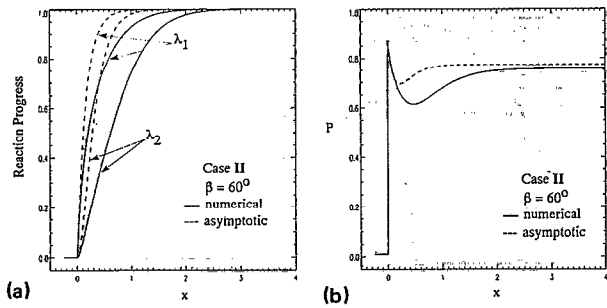 (a)
Reaction Progress
1.0
0.8
0.6
0.4
0.2
0.0
λ1
λ2
Case II
β = 60°
numerical
asymptotic
0 1 2 3 4
x
(b)
P
1.0
0.8
0.6
0.4
0.2
0.0
Case II
β = 60°
numerical
asymptotic
0 1 2 3 4
x